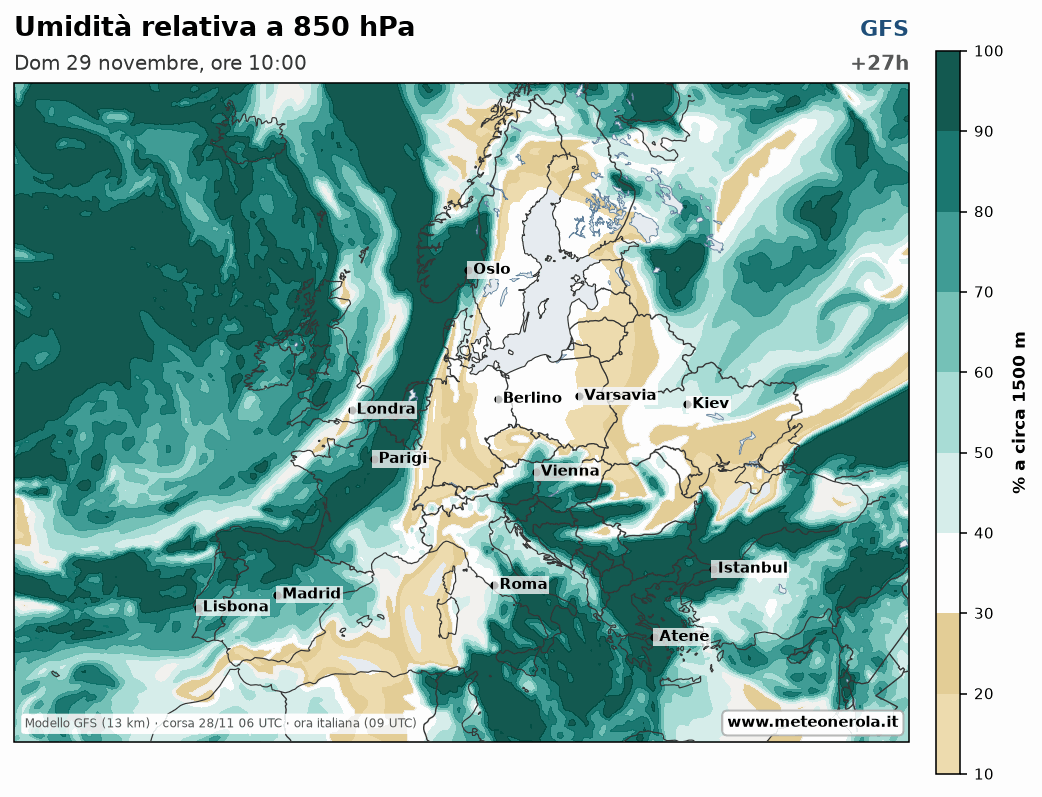 Umidità relativa a 850 hPa
GFS
Dom 29 novembre, ore 10:00
+27h
100
90
80
70
60
50
40
30
20
10
% a circa 1500 m
Oslo
Londra
Berlino
Varsavia
Kiev
Parigi
Vienna
Istanbul
Madrid
Roma
Lisbona
Atene
Modello GFS (13 km) · corsa 28/11 06 UTC · ora italiana (09 UTC)
www.meteonerola.it